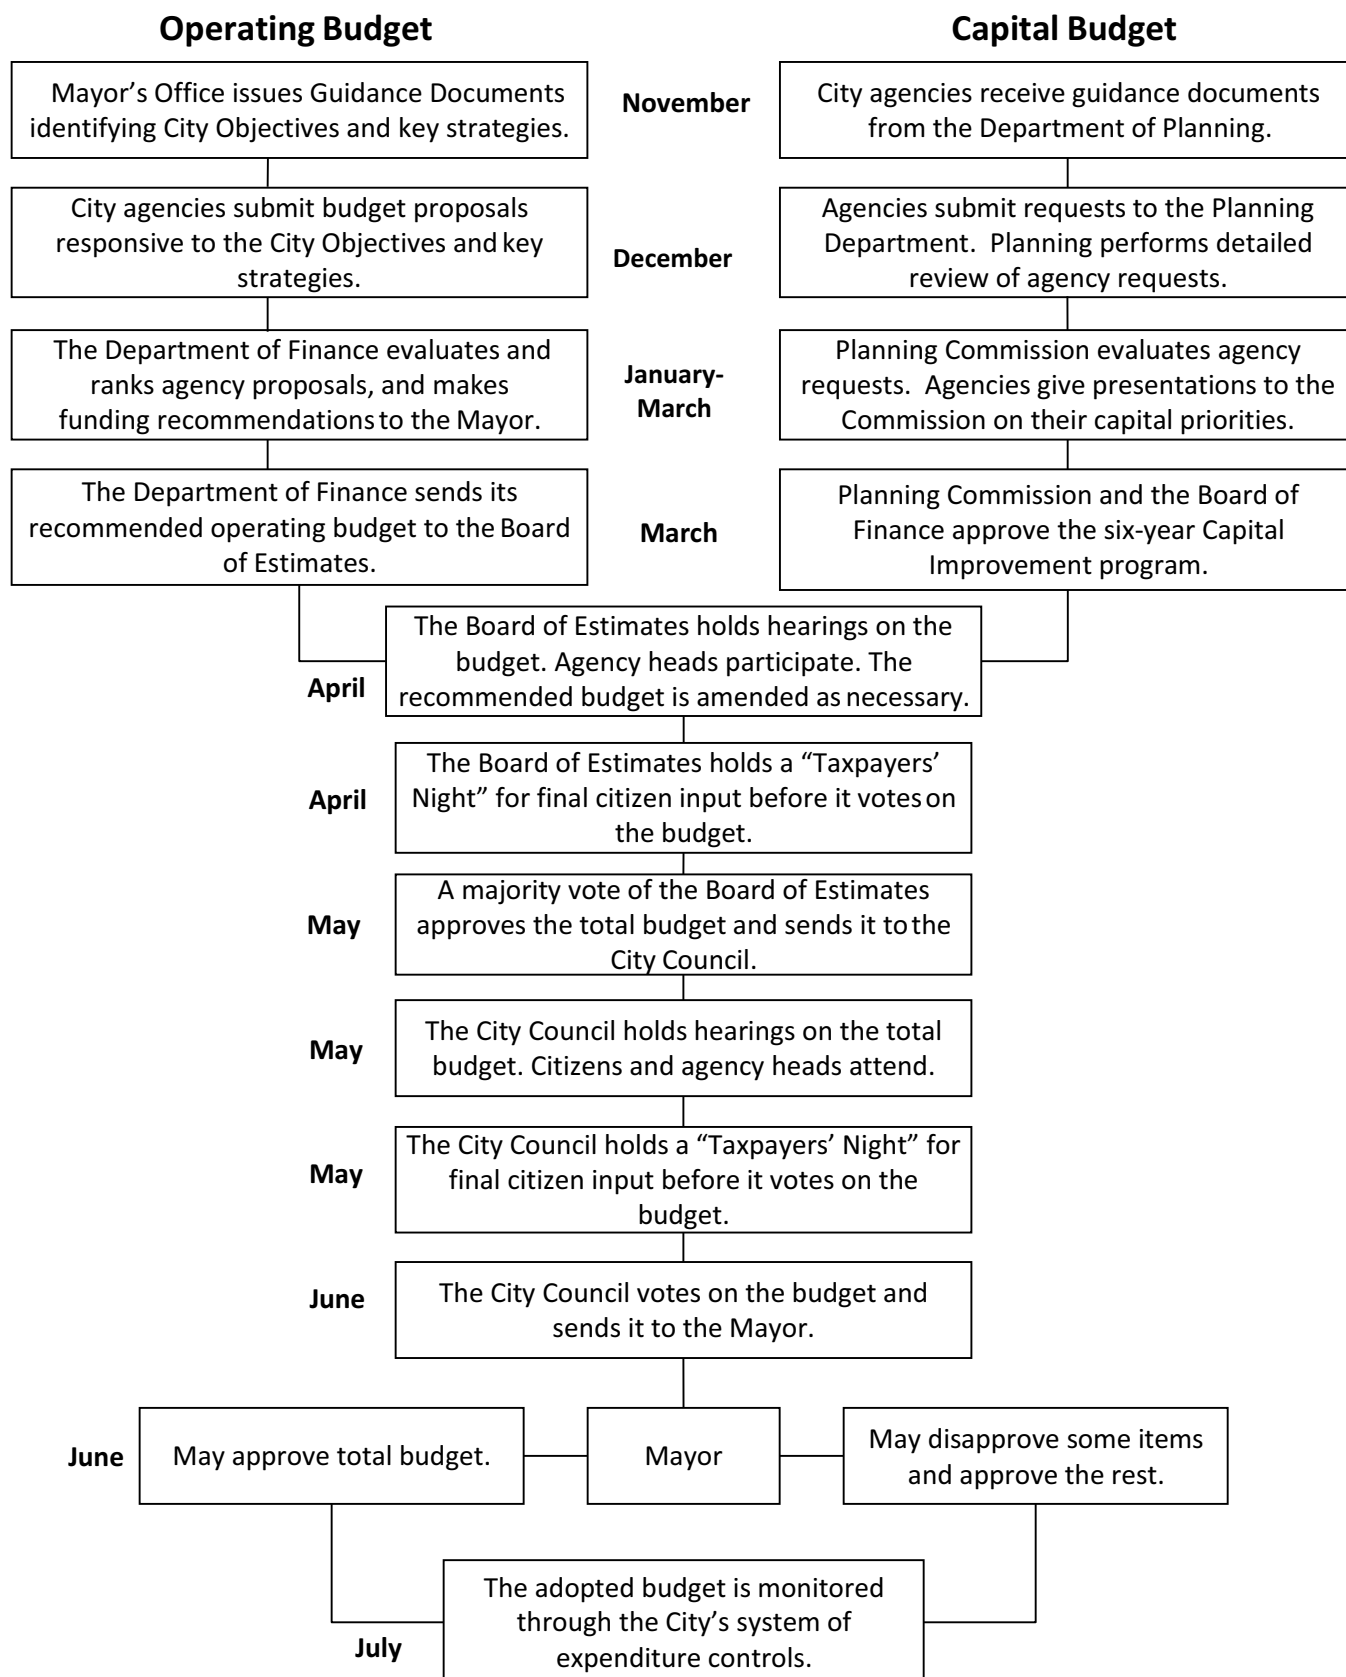 Operating Budget
Capital Budget
Mayor’s Office issues Guidance Documents
identifying City Objectives and key strategies.
November
City agencies receive guidance documents
from the Department of Planning.
City agencies submit budget proposals
responsive to the City Objectives and key
strategies.
December
Agencies submit requests to the Planning
Department. Planning performs detailed
review of agency requests.
The Department of Finance evaluates and
ranks agency proposals, and makes
funding recommendations to the Mayor.
January-
March
Planning Commission evaluates agency
requests. Agencies give presentations to the
Commission on their capital priorities.
The Department of Finance sends its
recommended operating budget to the Board
of Estimates.
March
Planning Commission and the Board of
Finance approve the six-year Capital
Improvement program.
April
The Board of Estimates holds hearings on the
budget. Agency heads participate. The
recommended budget is amended as necessary.
April
The Board of Estimates holds a “Taxpayers’
Night” for final citizen input before it votes on
the budget.
May
A majority vote of the Board of Estimates
approves the total budget and sends it to the
City Council.
May
The City Council holds hearings on the total
budget. Citizens and agency heads attend.
May
The City Council holds a “Taxpayers’ Night” for
final citizen input before it votes on the
budget.
June
The City Council votes on the budget and
sends it to the Mayor.
June
May approve total budget.
Mayor
May disapprove some items
and approve the rest.
July
The adopted budget is monitored
through the City’s system of
expenditure controls.